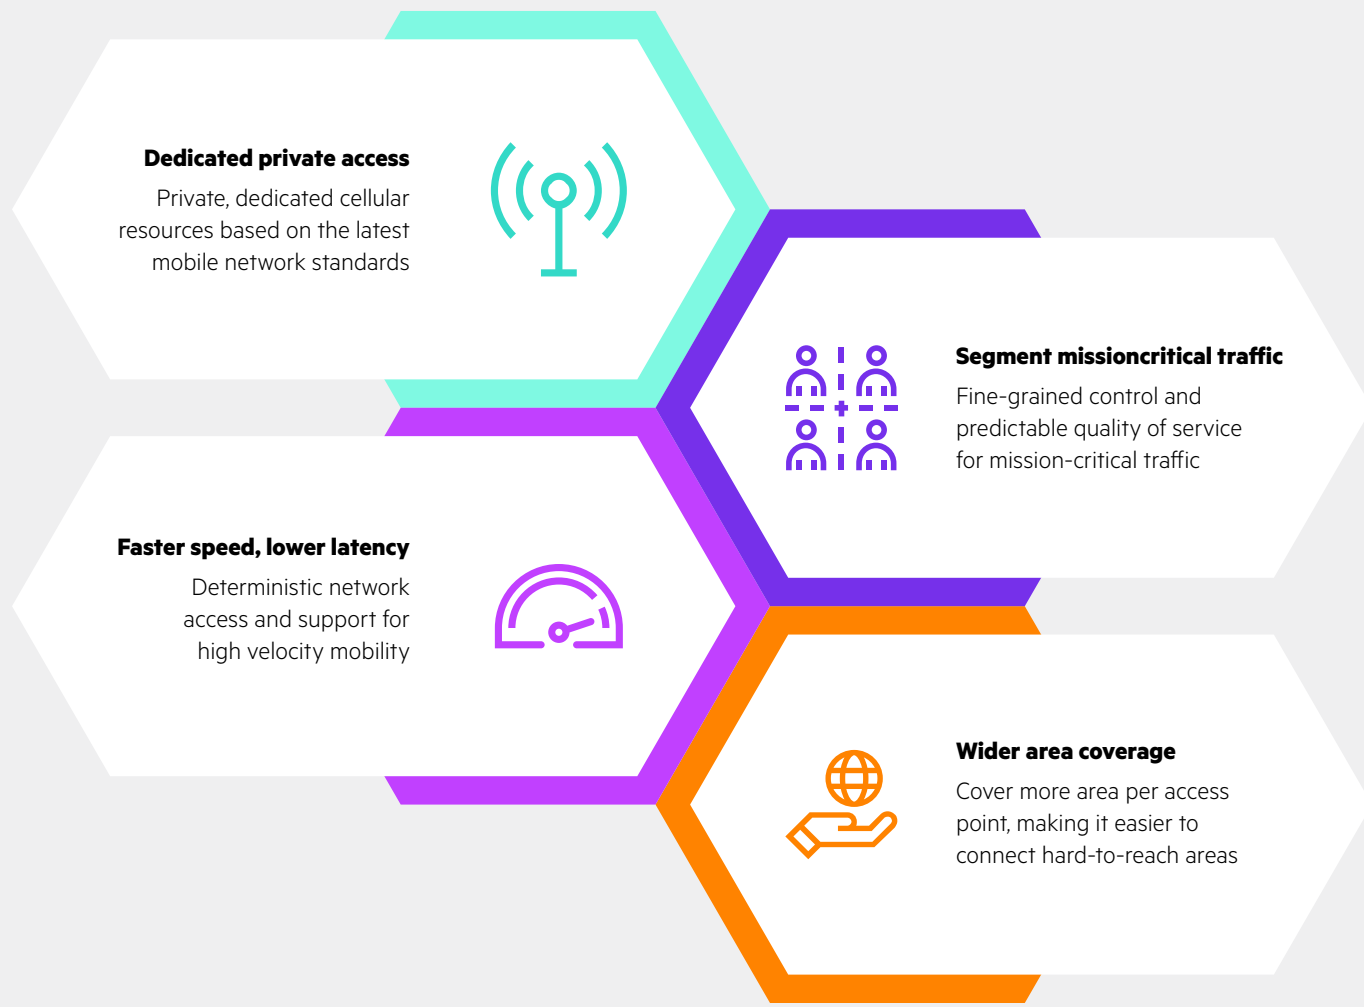 Dedicated private access
Private, dedicated cellular
resources based on the latest
mobile network standards
Segment missioncritical traffic
Fine-grained control and
predictable quality of service
for mission-critical traffic
Faster speed, lower latency
Deterministic network
access and support for
high velocity mobility
Wider area coverage
Cover more area per access
point, making it easier to
connect hard-to-reach areas